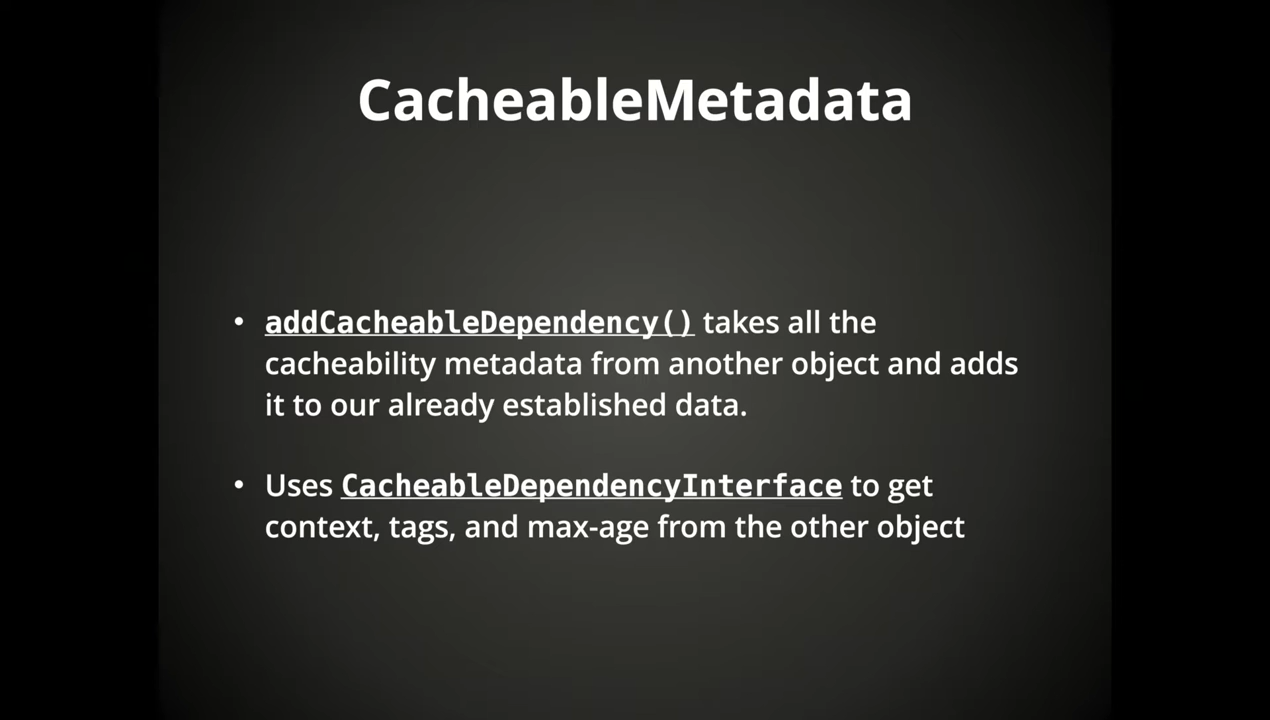 CacheableMetadata
• addCacheableDependency() takes all the
cacheability metadata from another object and adds
it to our already established data.
• Uses CacheableDependencyInterface to get
context, tags, and max-age from the other object